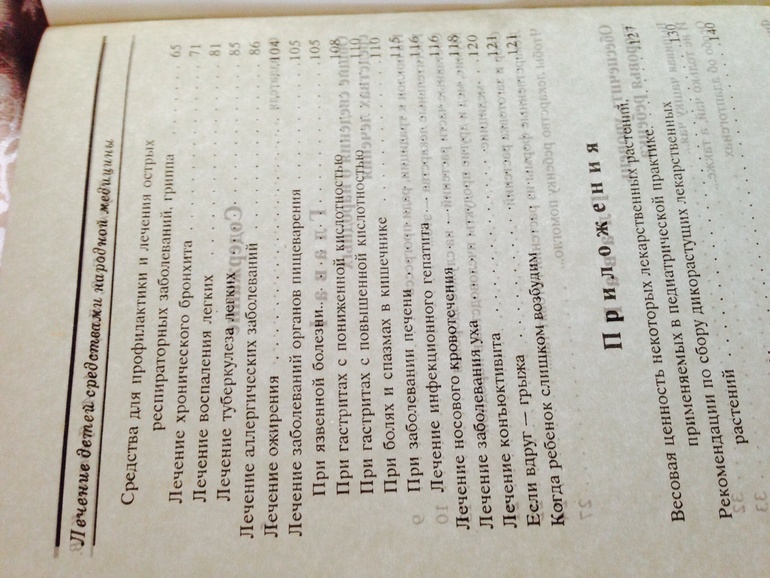 Лечение детей средствами народной медицины
Средства для профилактики и лечения острых
респираторных заболеваний, гриппа . . . . . . . 65
Лечение хронического бронхита . . . . . . . 71
Лечение воспаления легких . . . . . . . 81
Лечение туберкулеза легких . . . . . . . 85
Лечение аллергических заболеваний . . . . . . . 86
Лечение ожирения . . . . . . . 104
Лечение заболеваний органов пищеварения . . . . . . . 105
При язвенной болезни . . . . . . . 105
При гастритах с пониженной кислотностью . . . . . . . 108
При гастритах с повышенной кислотностью . . . . . . . 110
При болях и спазмах в кишечнике . . . . . . . 110
При заболевании печени . . . . . . . 115
Лечение инфекционного гепатита . . . . . . . 116
Лечение носового кровотечения . . . . . . . 116
Лечение заболевания уха . . . . . . . 118
Лечение конъюктивита . . . . . . . 120
Если вдруг — грыжа . . . . . . . 121
Когда ребенок слишком возбудим . . . . . . . 121
Приложения
Весовая ценность некоторых лекарственных растений, 127
применяемых в педиатрической практике. . . . . . 130
Рекомендации по сбору дикорастущих лекарственных
растений . . . . . . . 140